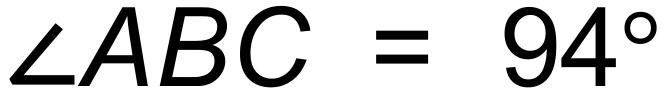 ∠ABC = 94°